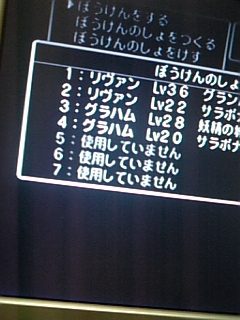 ▶ぼうけんをする
ぼうけんのしょをつくる
ぼうけんのしょをけす
ぼうけんのしょ
1：リヴァン Lv36 グラン
2：リヴァン Lv22 サラボ
3：グラハム Lv28 妖精の
4：グラハム Lv20 サラボナ
5：使用していません
6：使用していません
7：使用していません